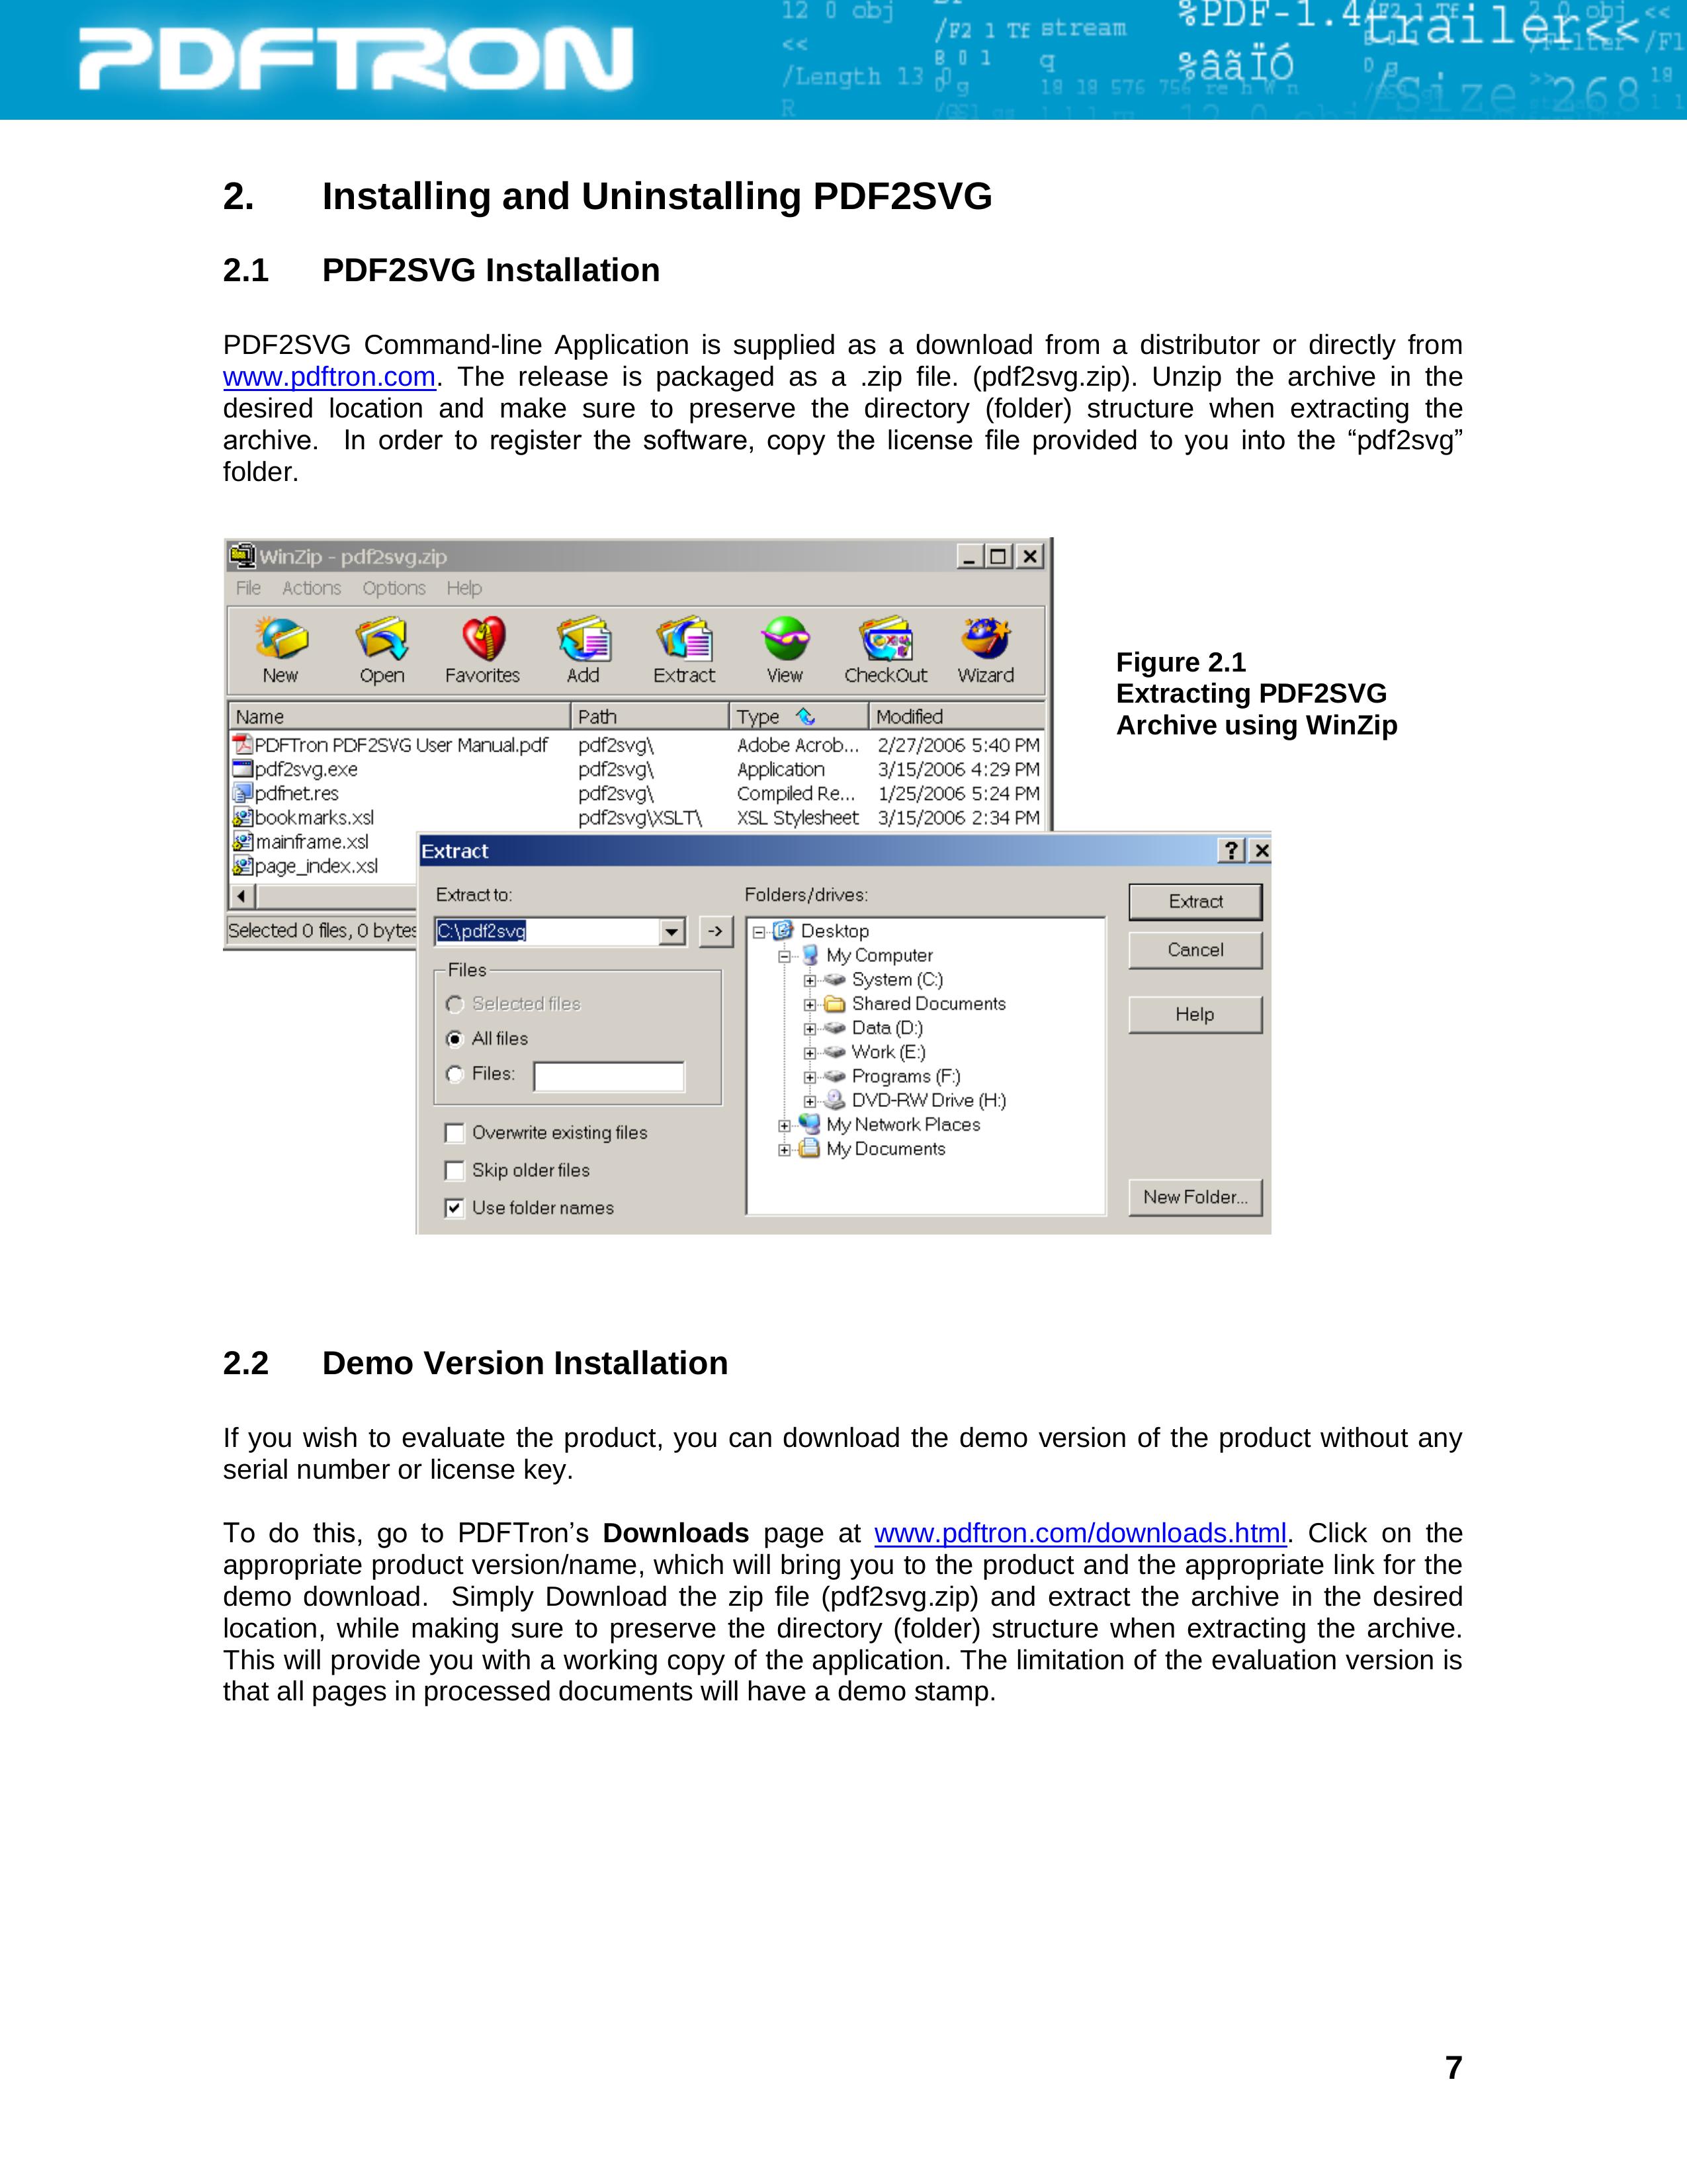 PDFTRON
12 0 obj
<<
/Length 13 0
R
/F2 1 Tf
stream
q
18 18 576 756 re h W n
%PDF-1.4
%âãÏÓ
trailer<<
/Size 268
2. Installing and Uninstalling PDF2SVG
2.1 PDF2SVG Installation
PDF2SVG Command-line Application is supplied as a download from a distributor or directly from
www.pdftron.com. The release is packaged as a .zip file. (pdf2svg.zip). Unzip the archive in the
desired location and make sure to preserve the directory (folder) structure when extracting the
archive. In order to register the software, copy the license file provided to you into the “pdf2svg”
folder.
WinZip - pdf2svg.zip
File Actions Options Help
New Open Favorites Add Extract View CheckOut Wizard
Name Path Type Modified
PDFTron PDF2SVG User Manual.pdf pdf2svg\ Adobe Acrob... 2/27/2006 5:40 PM
pdf2svg.exe pdf2svg\ Application 3/15/2006 4:29 PM
pdfnet.res pdf2svg\ Compiled Re... 1/25/2006 5:24 PM
bookmarks.xsl pdf2svg\XSLT\ XSL Stylesheet 3/15/2006 2:34 PM
mainframe.xsl
page_index.xsl
Selected 0 files, 0 bytes
Figure 2.1
Extracting PDF2SVG
Archive using WinZip
Extract
Extract to:
C:\pdf2svg
->
Files
Selected files
All files
Files:
Overwrite existing files
Skip older files
Use folder names
Folders/drives:
Desktop
My Computer
System (C:)
Shared Documents
Data (D:)
Work (E:)
Programs (F:)
DVD-RW Drive (H:)
My Network Places
My Documents
Extract
Cancel
Help
New Folder...
2.2 Demo Version Installation
If you wish to evaluate the product, you can download the demo version of the product without any
serial number or license key.
To do this, go to PDFTron’s Downloads page at www.pdftron.com/downloads.html. Click on the
appropriate product version/name, which will bring you to the product and the appropriate link for the
demo download. Simply Download the zip file (pdf2svg.zip) and extract the archive in the desired
location, while making sure to preserve the directory (folder) structure when extracting the archive.
This will provide you with a working copy of the application. The limitation of the evaluation version is
that all pages in processed documents will have a demo stamp.
7